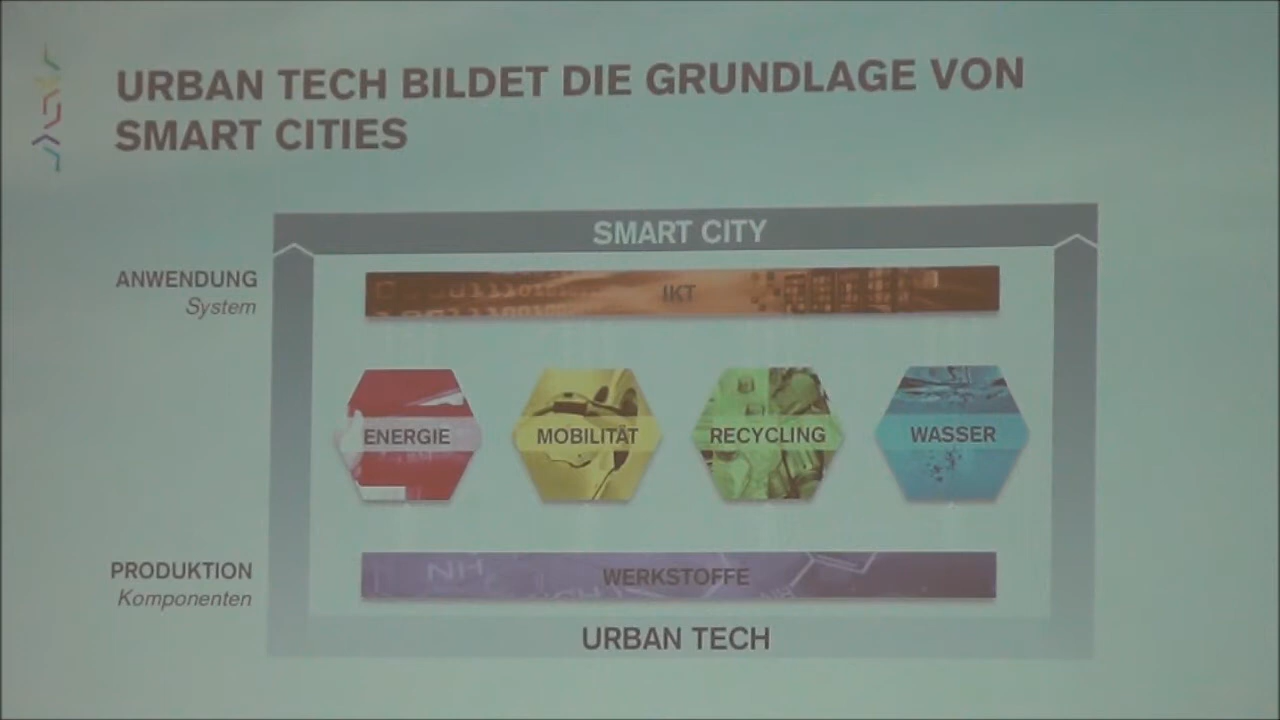 URBAN TECH BILDET DIE GRUNDLAGE VON
SMART CITIES
SMART CITY
ANWENDUNG
System
IKT
ENERGIE
MOBILITÄT
RECYCLING
WASSER
PRODUKTION
Komponenten
NH
WERKSTOFFE
URBAN TECH